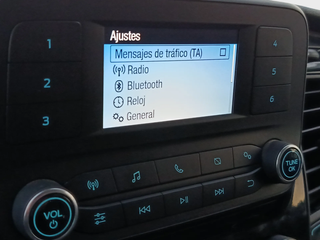 Ajustes
Mensajes de tráfico (TA)
Radio
Bluetooth
Reloj
General
1
2
3
4
5
6
VOL
TUNE
OK